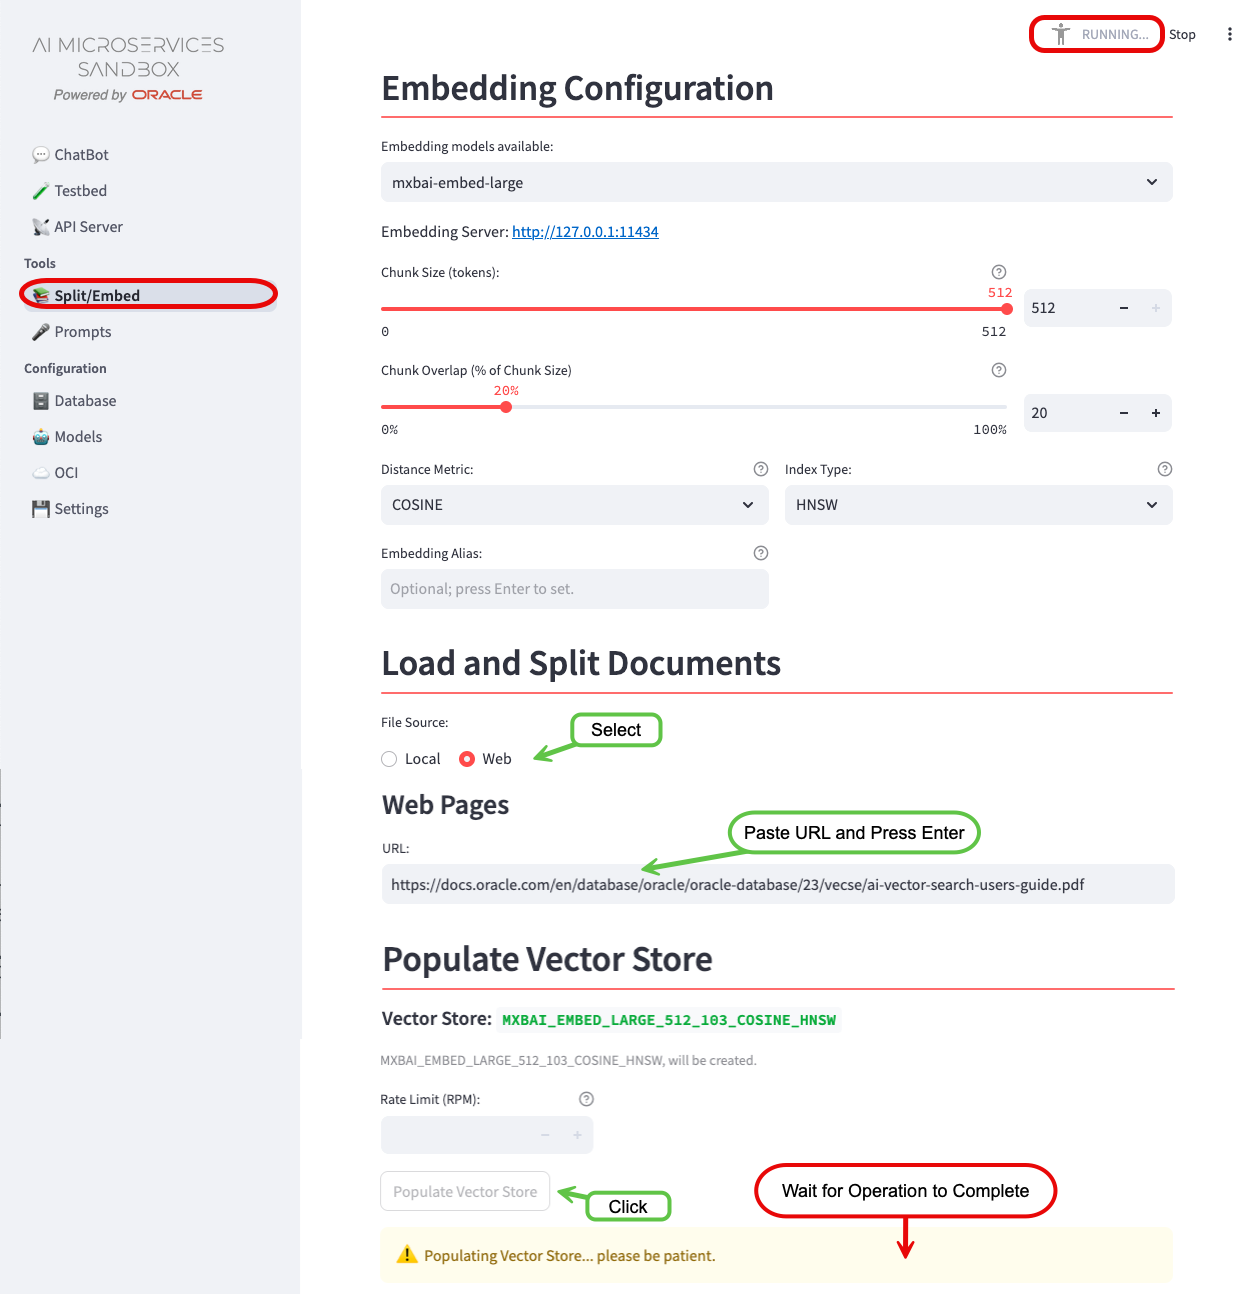 AI MICROSERVICES
SANDBOX
Powered by ORACLE
ChatBot
Testbed
API Server
Tools
Split/Embed
Prompts
Configuration
Database
Models
OCI
Settings
RUNNING...
Stop
Embedding Configuration
Embedding models available:
mxbai-embed-large
Embedding Server: http://127.0.0.1:11434
Chunk Size (tokens):
512
512
0
512
Chunk Overlap (% of Chunk Size)
20%
20
0%
100%
Distance Metric:
Index Type:
COSINE
HNSW
Embedding Alias:
Optional; press Enter to set.
Load and Split Documents
File Source:
Select
Local
Web
Web Pages
Paste URL and Press Enter
URL:
https://docs.oracle.com/en/database/oracle/oracle-database/23/vecse/ai-vector-search-users-guide.pdf
Populate Vector Store
Vector Store: MXBAI_EMBED_LARGE_512_103_COSINE_HNSW
MXBAI_EMBED_LARGE_512_103_COSINE_HNSW, will be created.
Rate Limit (RPM):
Populate Vector Store
Click
Wait for Operation to Complete
Populating Vector Store... please be patient.